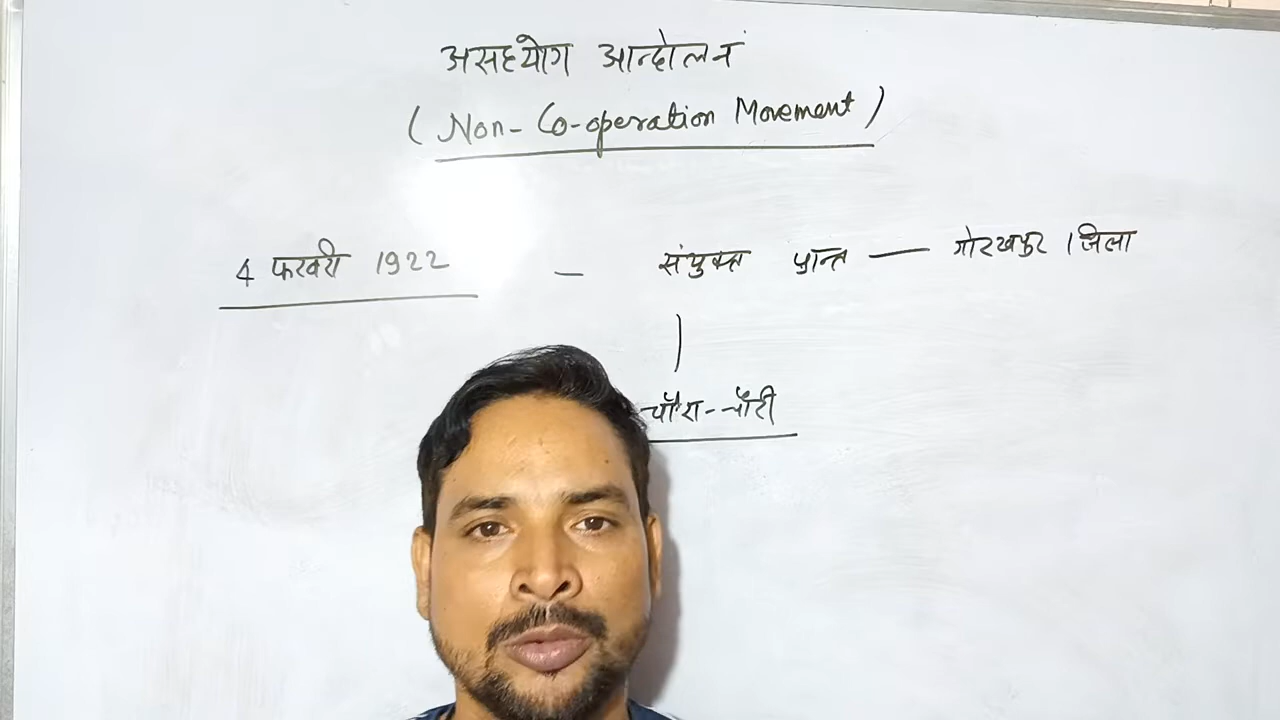 असहयोग आन्दोलन
( Non-Co-operation Movement )
4 फरवरी 1922 – संयुक्त प्रान्त — गोरखपुर जिला
चौरा-चौरी